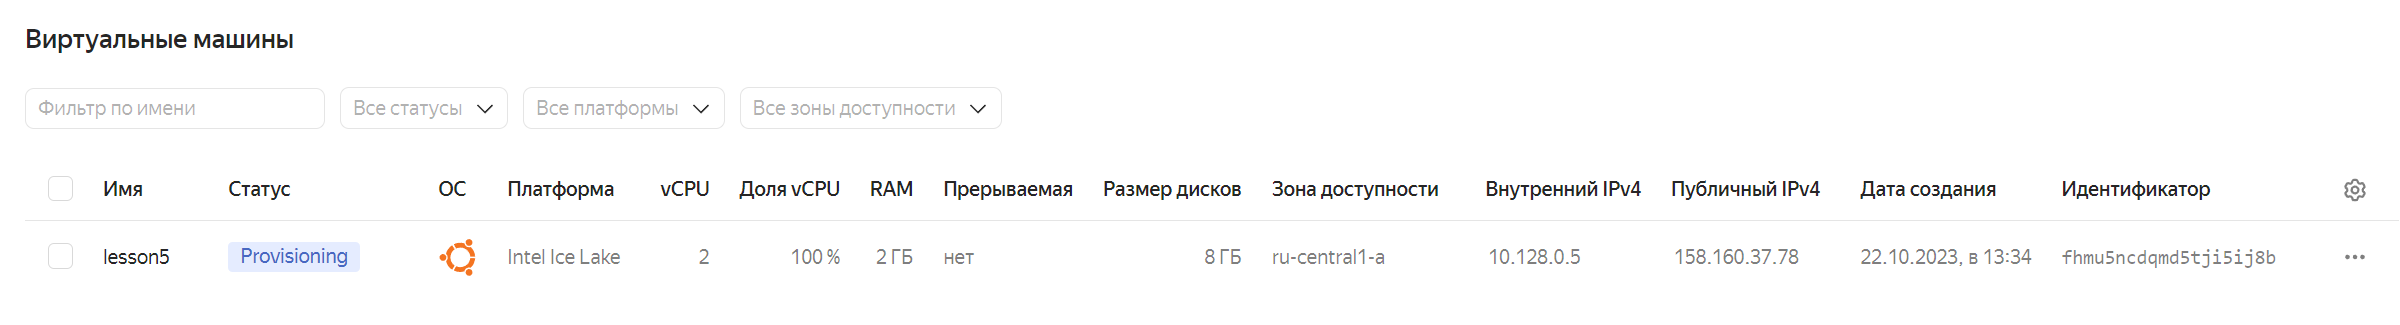 Виртуальные машины
Фильтр по имени Все статусы Все платформы Все зоны доступности
Имя Статус ОС Платформа vCPU Доля vCPU RAM Прерываемая Размер дисков Зона доступности Внутренний IPv4 Публичный IPv4 Дата создания Идентификатор
lesson5 Provisioning Intel Ice Lake 2 100 % 2 ГБ нет 8 ГБ ru-central1-a 10.128.0.5 158.160.37.78 22.10.2023, в 13:34 fhmu5ncdqmd5tji5ij8b